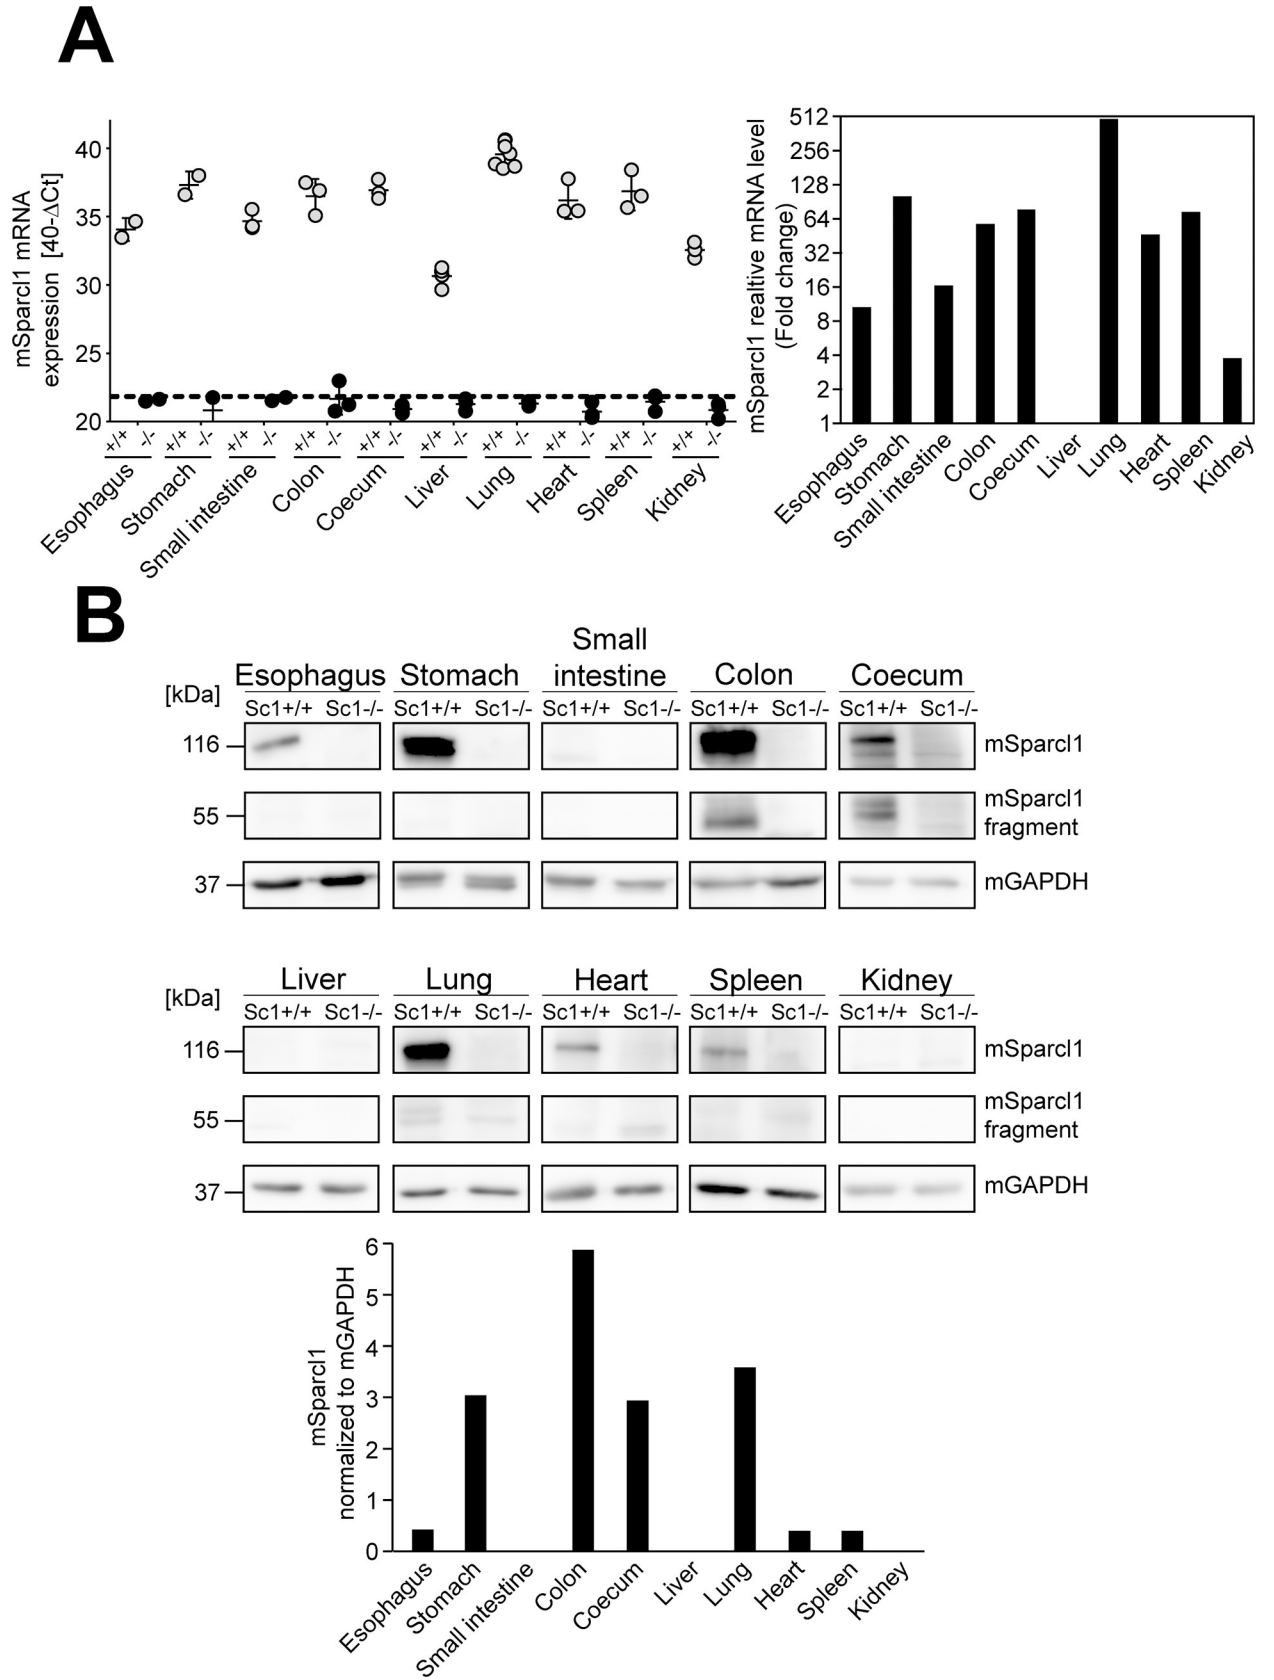 A
mSparcl1 mRNA
expression [40-ΔCt]
40
35
30
25
20
+/+ -/- +/+ -/- +/+ -/- +/+ -/- +/+ -/- +/+ -/- +/+ -/- +/+ -/- +/+ -/- +/+ -/-
Esophagus
Stomach
Small intestine
Colon
Coecum
Liver
Lung
Heart
Spleen
Kidney
mSparcl1 realtive mRNA level
(Fold change)
512
256
128
64
32
16
8
4
2
1
Esophagus
Stomach
Small intestine
Colon
Coecum
Liver
Lung
Heart
Spleen
Kidney
B
[kDa]
Esophagus Stomach Small intestine Colon Coecum
Sc1+/+ Sc1-/- Sc1+/+ Sc1-/- Sc1+/+ Sc1-/- Sc1+/+ Sc1-/- Sc1+/+ Sc1-/-
116 mSparcl1
55 mSparcl1
fragment
37 mGAPDH
[kDa]
Liver Lung Heart Spleen Kidney
Sc1+/+ Sc1-/- Sc1+/+ Sc1-/- Sc1+/+ Sc1-/- Sc1+/+ Sc1-/- Sc1+/+ Sc1-/-
116 mSparcl1
55 mSparcl1
fragment
37 mGAPDH
mSparcl1
normalized to mGAPDH
6
5
4
3
2
1
0
Esophagus
Stomach
Small intestine
Colon
Coecum
Liver
Lung
Heart
Spleen
Kidney